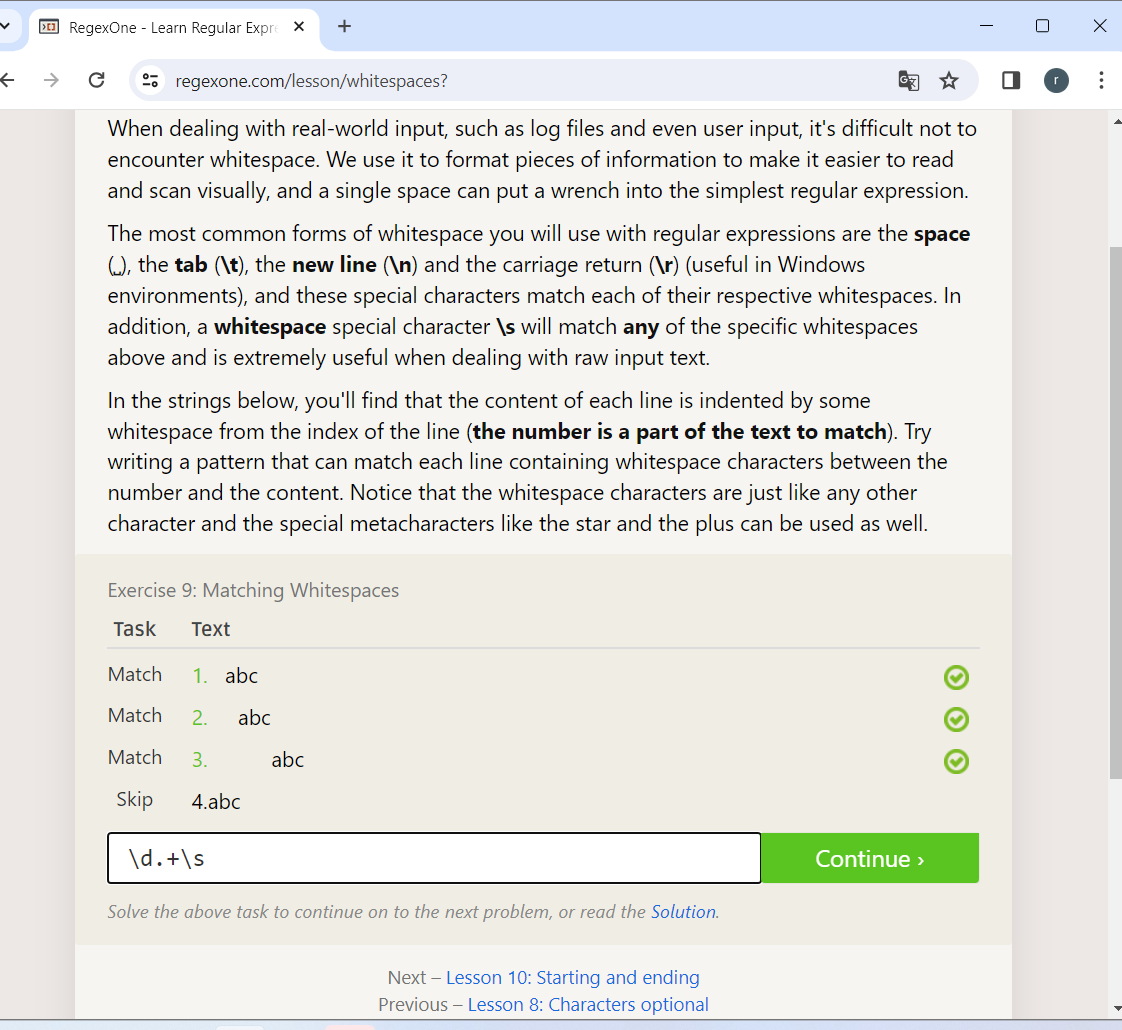 RegexOne - Learn Regular Expre
regexone.com/lesson/whitespaces?
r
When dealing with real-world input, such as log files and even user input, it's difficult not to
encounter whitespace. We use it to format pieces of information to make it easier to read
and scan visually, and a single space can put a wrench into the simplest regular expression.
The most common forms of whitespace you will use with regular expressions are the space
(␣), the tab (\t), the new line (\n) and the carriage return (\r) (useful in Windows
environments), and these special characters match each of their respective whitespaces. In
addition, a whitespace special character \s will match any of the specific whitespaces
above and is extremely useful when dealing with raw input text.
In the strings below, you'll find that the content of each line is indented by some
whitespace from the index of the line (the number is a part of the text to match). Try
writing a pattern that can match each line containing whitespace characters between the
number and the content. Notice that the whitespace characters are just like any other
character and the special metacharacters like the star and the plus can be used as well.
Exercise 9: Matching Whitespaces
Task Text
Match 1. abc
Match 2. abc
Match 3. abc
Skip 4.abc
\d.+\s Continue ›
Solve the above task to continue on to the next problem, or read the Solution.
Next – Lesson 10: Starting and ending
Previous – Lesson 8: Characters optional